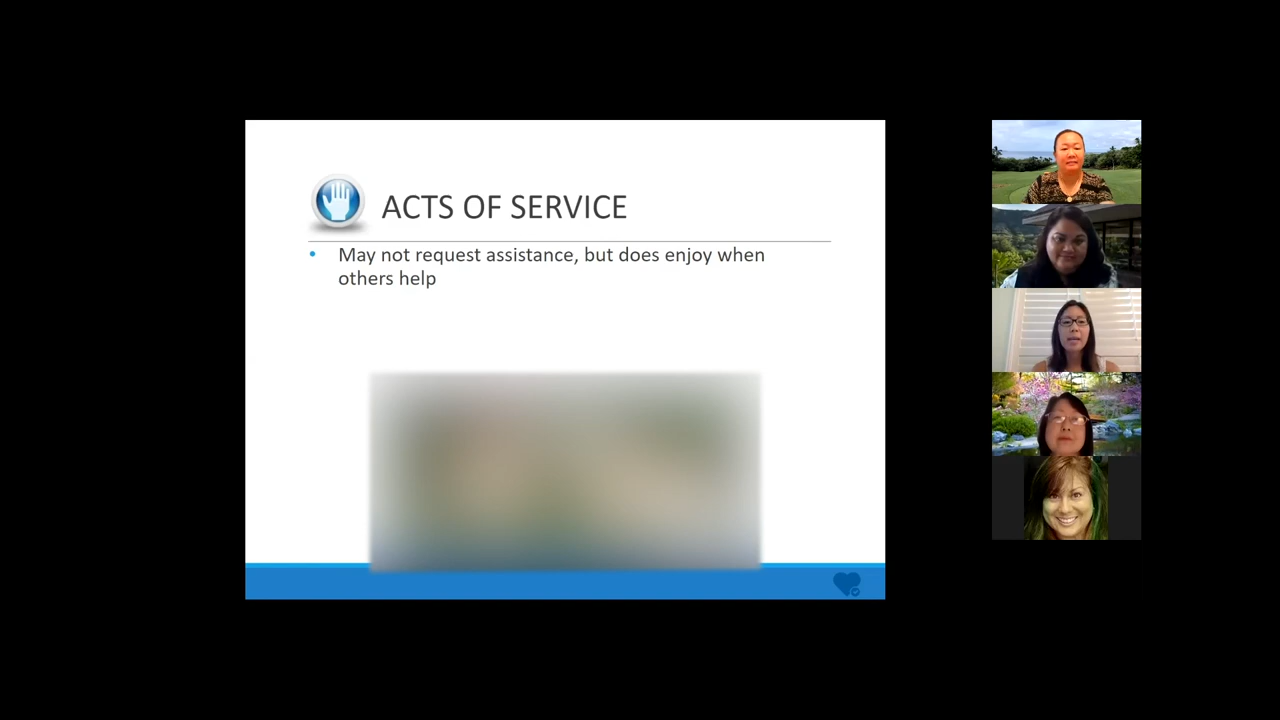 ACTS OF SERVICE
• May not request assistance, but does enjoy when
others help